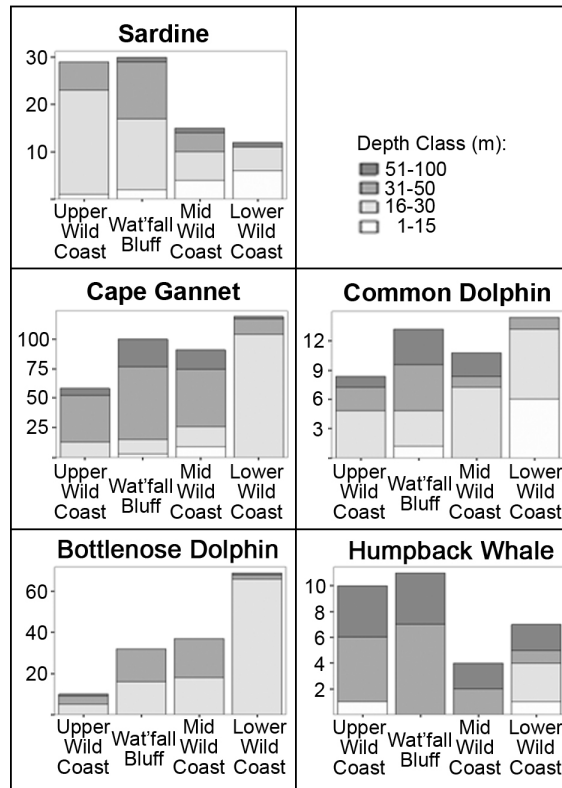 Sardine
30
20
10
Upper Wild Coast
Wat'fall Bluff
Mid Wild Coast
Lower Wild Coast
Depth Class (m):
51-100
31-50
16-30
1-15
Cape Gannet
100
75
50
25
Upper Wild Coast
Wat'fall Bluff
Mid Wild Coast
Lower Wild Coast
Common Dolphin
12
9
6
3
Upper Wild Coast
Wat'fall Bluff
Mid Wild Coast
Lower Wild Coast
Bottlenose Dolphin
60
40
20
Upper Wild Coast
Wat'fall Bluff
Mid Wild Coast
Lower Wild Coast
Humpback Whale
10
8
6
4
2
Upper Wild Coast
Wat'fall Bluff
Mid Wild Coast
Lower Wild Coast